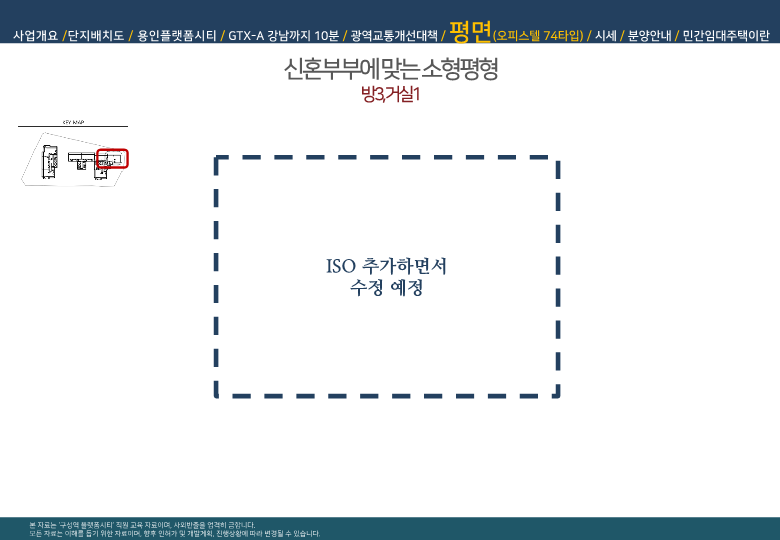 사업개요 /단지배치도 / 용인플랫폼시티 / GTX-A 강남까지 10분 / 광역교통개선대책 / 평면(오피스텔 74타입) / 시세 / 분양안내 / 민간임대주택이란
신혼부부에 맞는 소형평형
방3,거실1
KEY MAP
ISO 추가하면서
수정 예정
본 자료는 '구성역 플랫폼시티' 직원 교육 자료이며, 사외반출을 엄격히 금합니다.
모든 자료는 이해를 돕기 위한 자료이며, 향후 인허가 및 개발계획, 진행상황에 따라 변경될 수 있습니다.